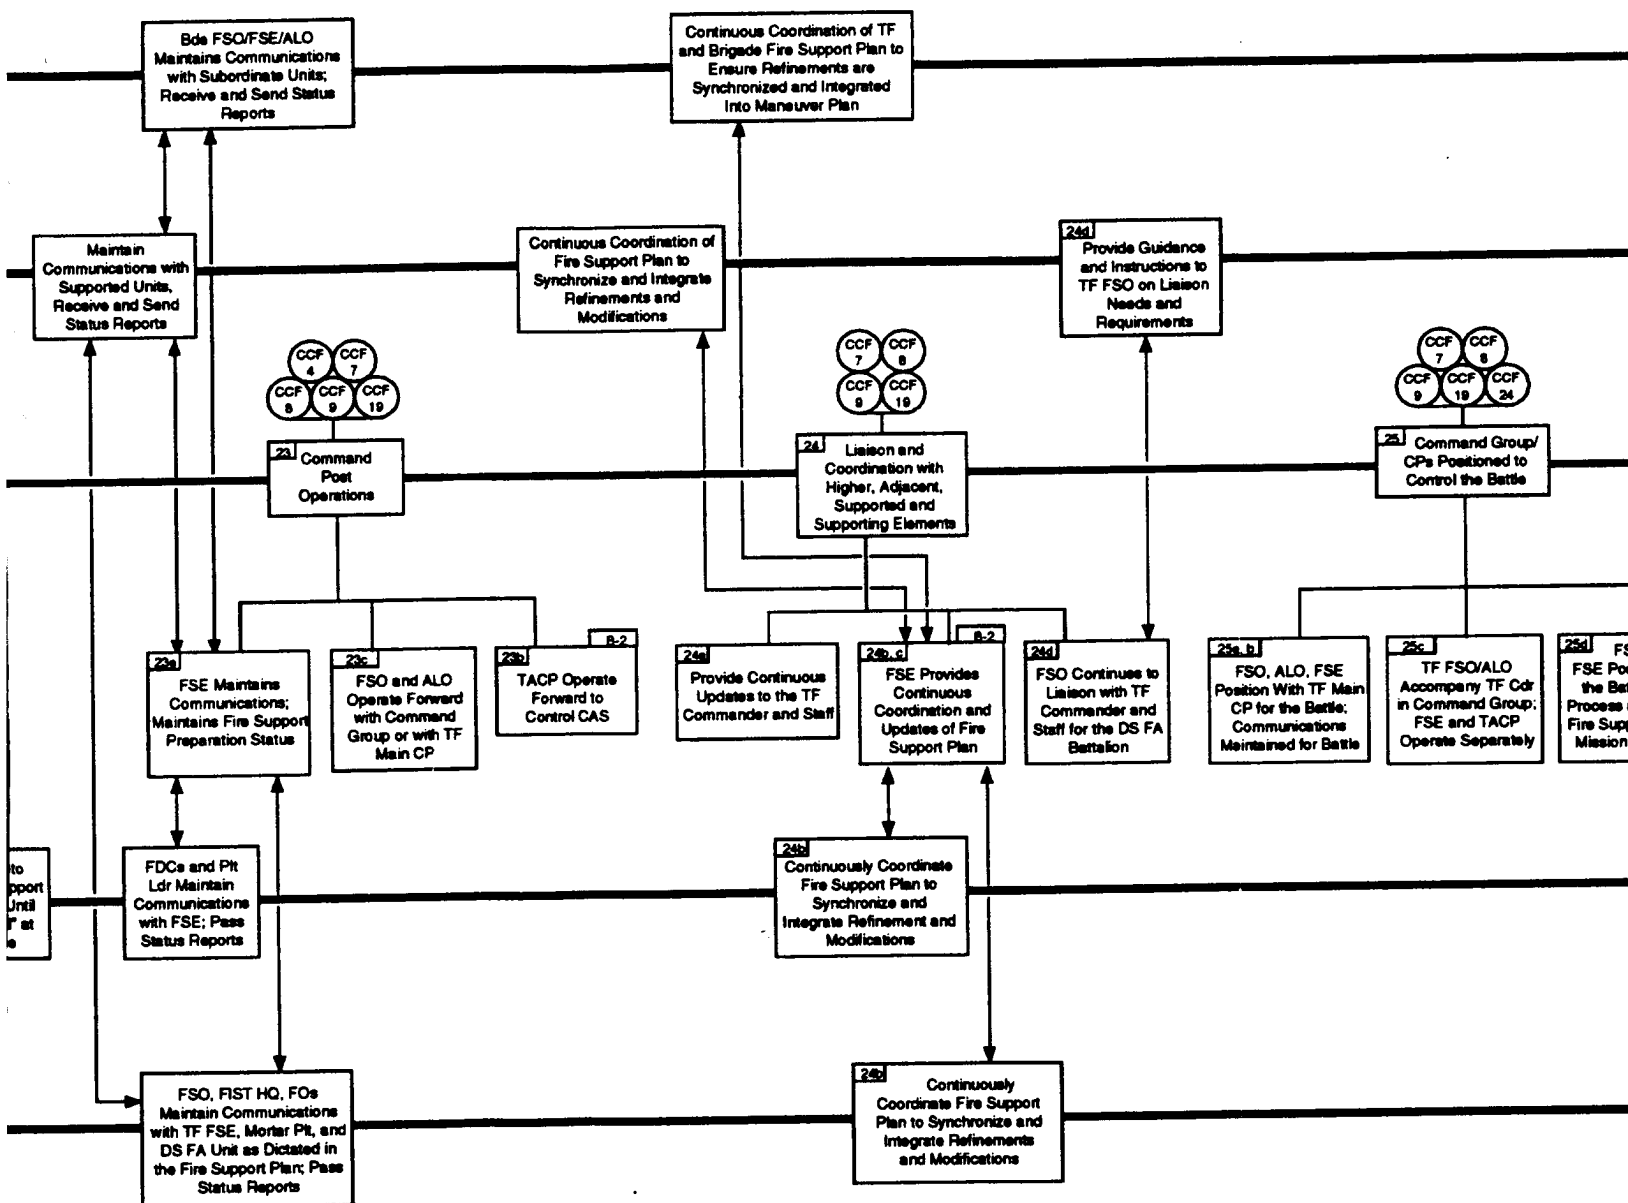 Bde FSO/FSE/ALO
Maintains Communications
with Subordinate Units;
Receive and Send Status
Reports
Continuous Coordination of TF
and Brigade Fire Support Plan to
Ensure Refinements are
Synchronized and Integrated
Into Maneuver Plan
Maintain
Communications with
Supported Units,
Receive and Send
Status Reports
Continuous Coordination of
Fire Support Plan to
Synchronize and Integrate
Refinements and
Modifications
24d
Provide Guidance
and Instructions to
TF FSO on Liaison
Needs and
Requirements
CCF
4
CCF
7
CCF
8
CCF
9
CCF
19
23
Command
Post
Operations
CCF
7
CCF
8
CCF
9
CCF
19
24
Liaison and
Coordination with
Higher, Adjacent,
Supported and
Supporting Elements
CCF
7
CCF
8
CCF
9
CCF
19
CCF
24
25
Command Group/
CPs Positioned to
Control the Battle
23a
FSE Maintains
Communications;
Maintains Fire Support
Preparation Status
23c
FSO and ALO
Operate Forward
with Command
Group or with TF
Main CP
B-2
23b
TACP Operate
Forward to
Control CAS
24a
Provide Continuous
Updates to the TF
Commander and Staff
B-2
24b, c
FSE Provides
Continuous
Coordination and
Updates of Fire
Support Plan
24d
FSO Continues to
Liaison with TF
Commander and
Staff for the DS FA
Battalion
25a, b
FSO, ALO, FSE
Position With TF Main
CP for the Battle;
Communications
Maintained for Battle
25c
TF FSO/ALO
Accompany TF Cdr
in Command Group;
FSE and TACP
Operate Separately
25d
FS
FSE Po
the Bat
Process
Fire Supp
Mission
to
pport
Until
at
e
FDCs and Plt
Ldr Maintain
Communications
with FSE; Pass
Status Reports
24b
Continuously Coordinate
Fire Support Plan to
Synchronize and
Integrate Refinement and
Modifications
FSO, FIST HQ, FOs
Maintain Communications
with TF FSE, Mortar Plt, and
DS FA Unit as Dictated in
the Fire Support Plan; Pass
Status Reports
24b
Continuously
Coordinate Fire Support
Plan to Synchronize and
Integrate Refinements
and Modifications